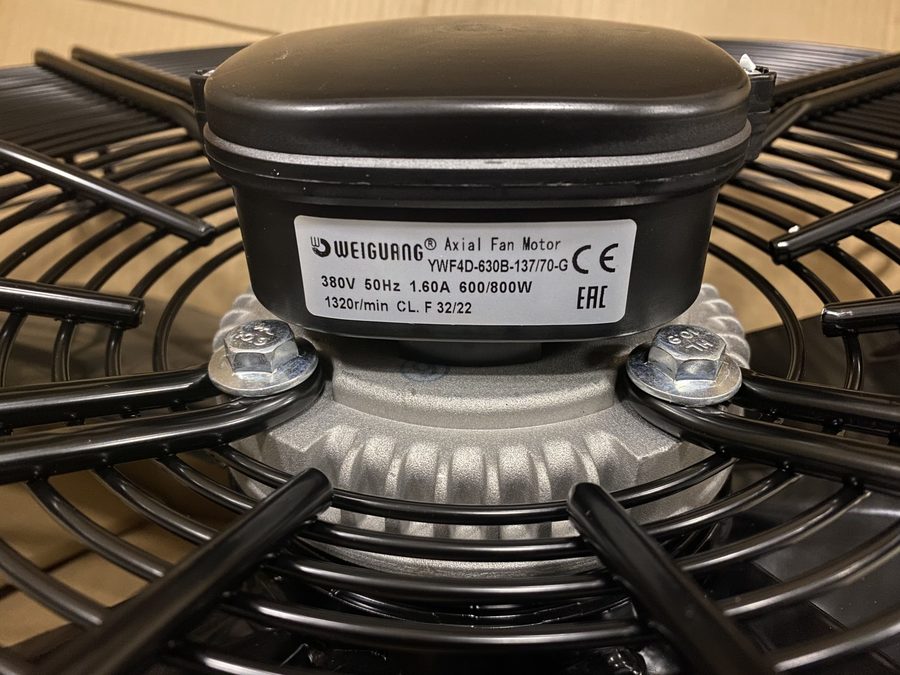 WEIGUANG® Axial Fan Motor
YWF4D-630B-137/70-G CE
380V 50Hz 1.60A 600/800W
1320r/min CL. F 32/22 EAC